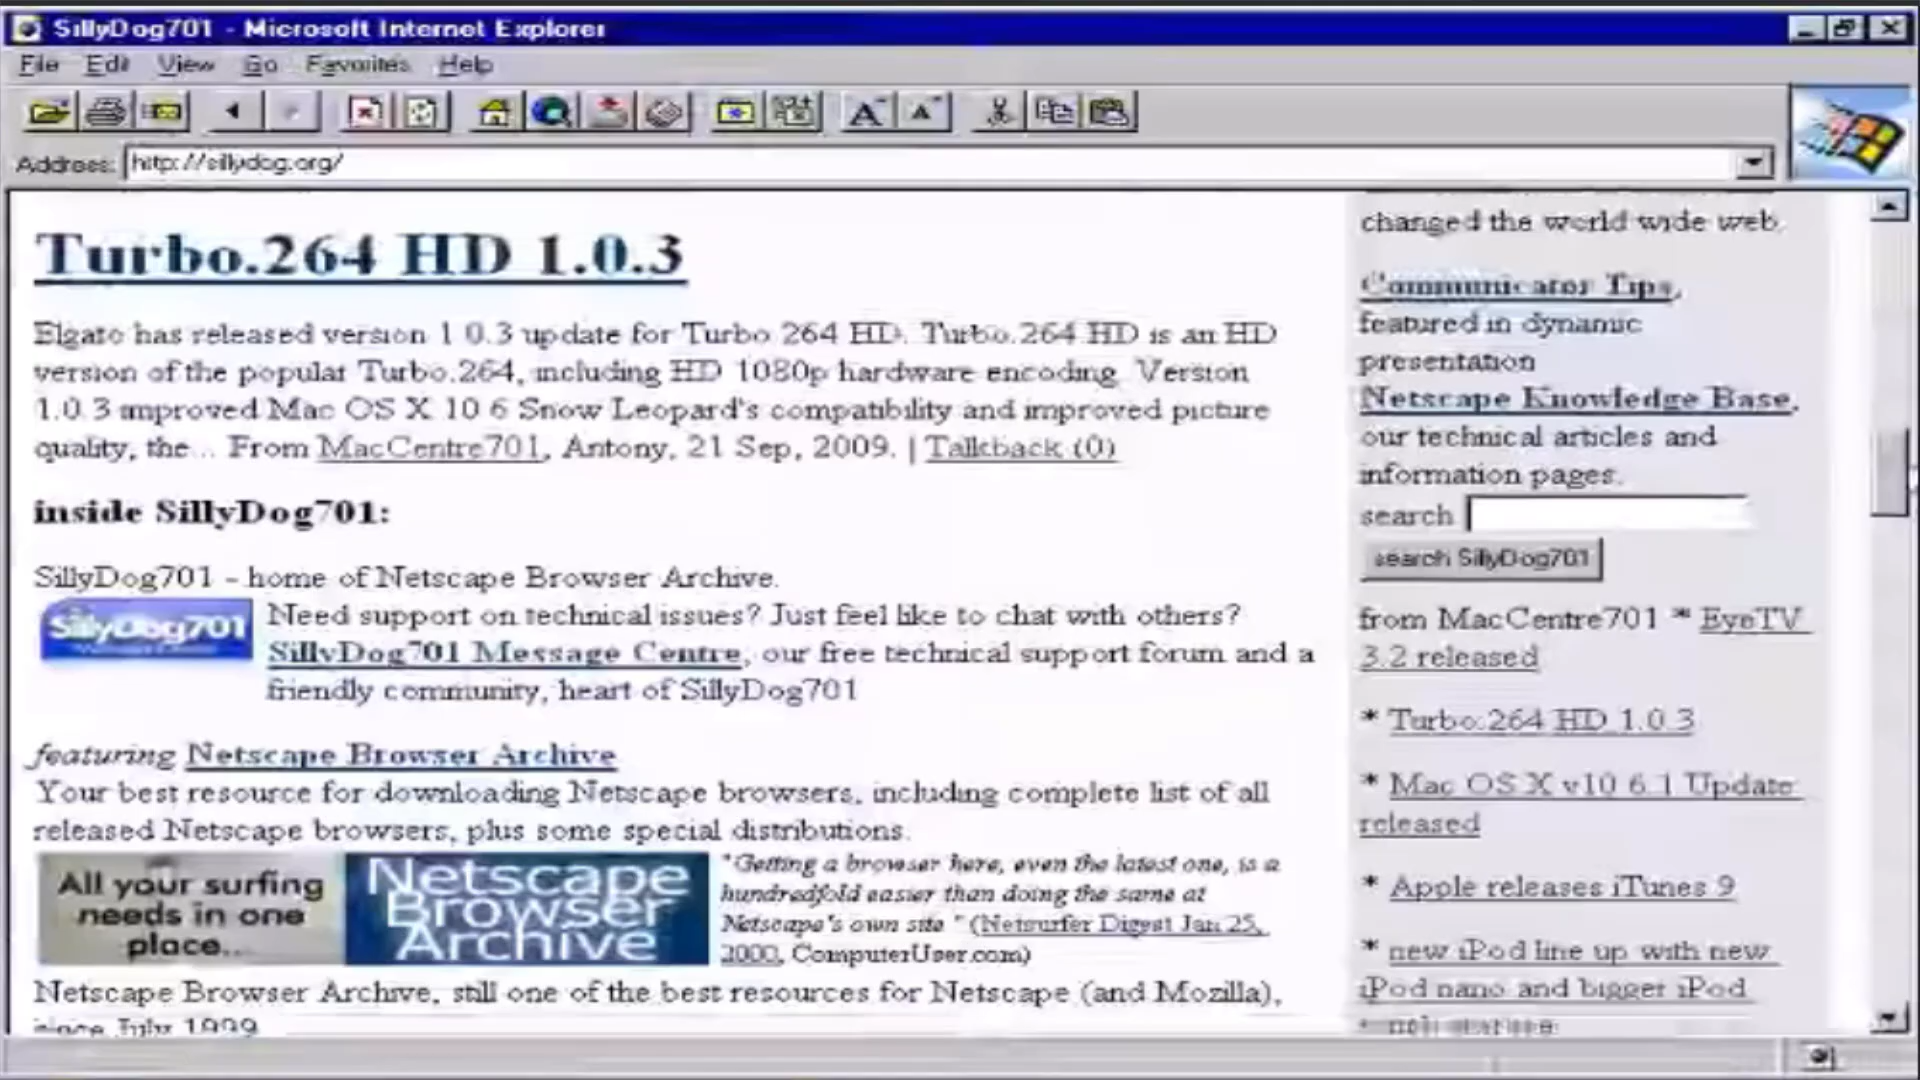 SillyDog701 - Microsoft Internet Explorer
File Edit View Go Favorites Help
Address: http://sillydog.org/
Turbo.264 HD 1.0.3
Elgato has released version 1.0.3 update for Turbo.264 HD. Turbo.264 HD is an HD
version of the popular Turbo.264, including HD 1080p hardware encoding. Version
1.0.3 improved Mac OS X 10.6 Snow Leopard's compatibility and improved picture
quality, the... From MacCentre701, Antony, 21 Sep, 2009. | Talkback (0)
inside SillyDog701:
SillyDog701 - home of Netscape Browser Archive.
SillyDog701
Need support on technical issues? Just feel like to chat with others?
SillyDog701 Message Centre, our free technical support forum and a
friendly community, heart of SillyDog701
featuring Netscape Browser Archive
Your best resource for downloading Netscape browsers, including complete list of all
released Netscape browsers, plus some special distributions.
All your surfing
needs in one
place...
Netscape
Browser
Archive
"Getting a browser here, even the latest one, is a
hundredfold easier than doing the same at
Netscape's own site." (Netsurfer Digest Jan 25,
2000, ComputerUser.com)
Netscape Browser Archive, still one of the best resources for Netscape (and Mozilla),
since July 1999
changed the world wide web.
Communicator Tips,
featured in dynamic
presentation
Netscape Knowledge Base,
our technical articles and
information pages.
search
search SillyDog701
from MacCentre701 * EyeTV
3.2 released
* Turbo.264 HD 1.0.3
* Mac OS X v10.6.1 Update
released
* Apple releases iTunes 9
* new iPod line up with new
iPod nano and bigger iPod